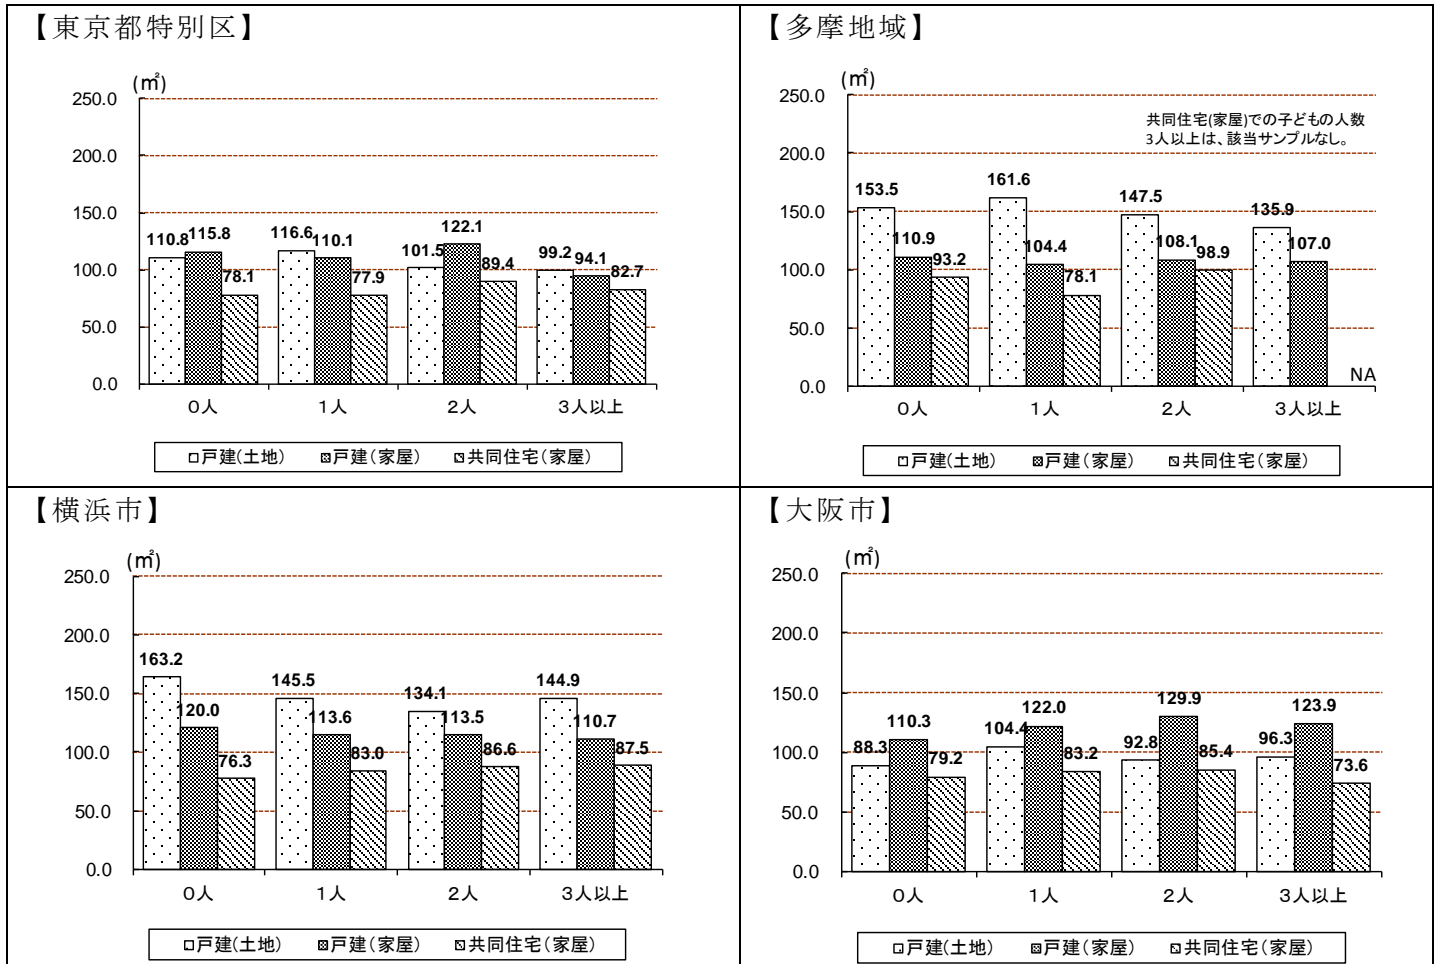 【東京都特別区】
(㎡)
250.0
200.0
150.0
100.0
50.0
0.0
110.8 115.8 78.1
116.6 110.1 77.9
101.5 122.1 89.4
99.2 94.1 82.7
0人 1人 2人 3人以上
戸建(土地) 戸建(家屋) 共同住宅(家屋)
【多摩地域】
(㎡)
250.0
200.0
150.0
100.0
50.0
0.0
共同住宅(家屋)での子どもの人数
3人以上は、該当サンプルなし。
153.5 110.9 93.2
161.6 104.4 78.1
147.5 108.1 98.9
135.9 107.0 NA
0人 1人 2人 3人以上
戸建(土地) 戸建(家屋) 共同住宅(家屋)
【横浜市】
(㎡)
250.0
200.0
150.0
100.0
50.0
0.0
163.2 120.0 76.3
145.5 113.6 83.0
134.1 113.5 86.6
144.9 110.7 87.5
0人 1人 2人 3人以上
戸建(土地) 戸建(家屋) 共同住宅(家屋)
【大阪市】
(㎡)
250.0
200.0
150.0
100.0
50.0
0.0
88.3 110.3 79.2
104.4 122.0 83.2
92.8 129.9 85.4
96.3 123.9 73.6
0人 1人 2人 3人以上
戸建(土地) 戸建(家屋) 共同住宅(家屋)